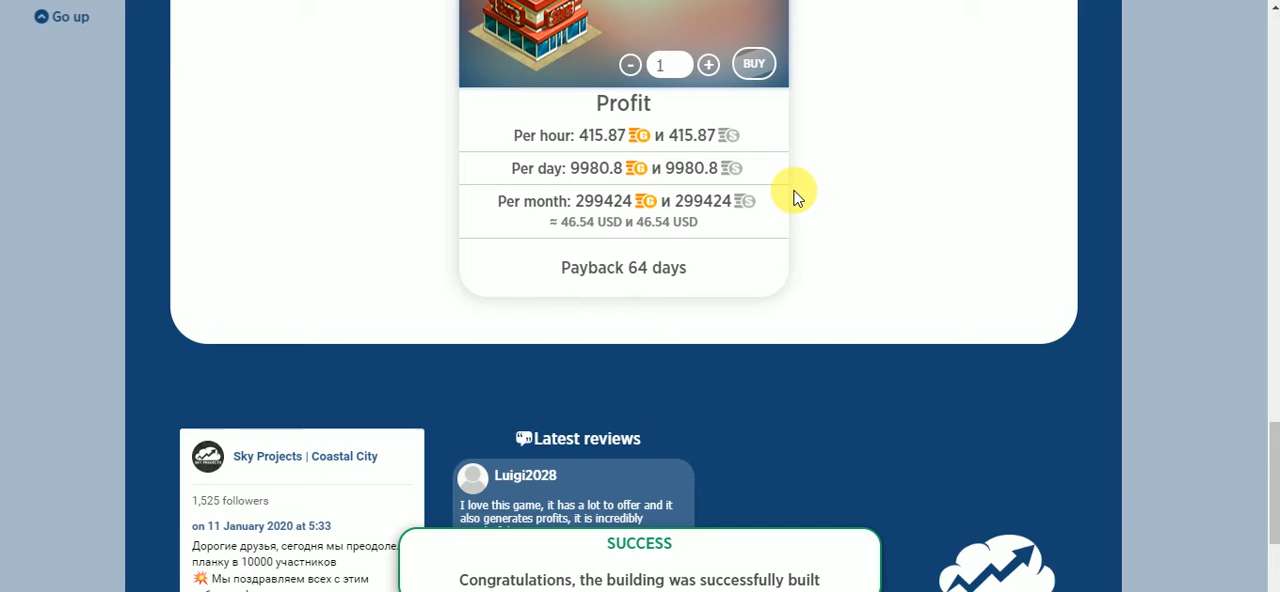 Go up
- 1 + BUY
Profit
Per hour: 415.87 G и 415.87 S
Per day: 9980.8 G и 9980.8 S
Per month: 299424 G и 299424 S
≈ 46.54 USD и 46.54 USD
Payback 64 days
Latest reviews
Sky Projects | Coastal City
1,525 followers
on 11 January 2020 at 5:33
Дорогие друзья, сегодня мы преодоле
планку в 10000 участников
💥 Мы поздравляем всех с этим
Luigi2028
I love this game, it has a lot to offer and it
also generates profits, it is incredibly
SUCCESS
Congratulations, the building was successfully built